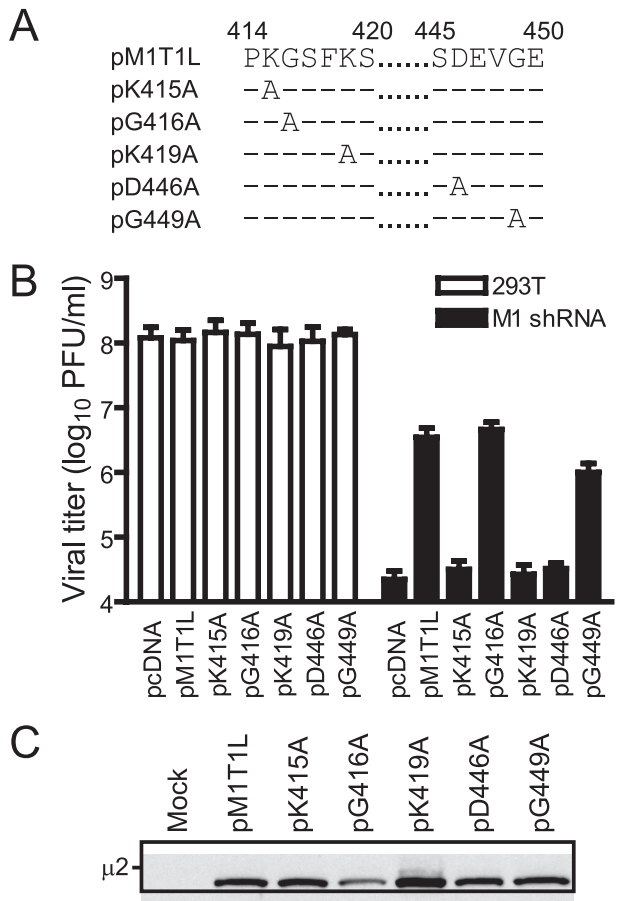 A
414 420 445 450
pM1T1L PKGSFKS......SDEVGE
pK415A -A-----......------
pG416A --A----......------
pK419A -----A-......------
pD446A -------......-A----
pG449A -------......----A-
B
Viral titer (log10 PFU/ml)
9
8
7
6
5
4
293T
M1 shRNA
pcDNA pM1T1L pK415A pG416A pK419A pD446A pG449A pcDNA pM1T1L pK415A pG416A pK419A pD446A pG449A
C
Mock pM1T1L pK415A pG416A pK419A pD446A pG449A
μ2